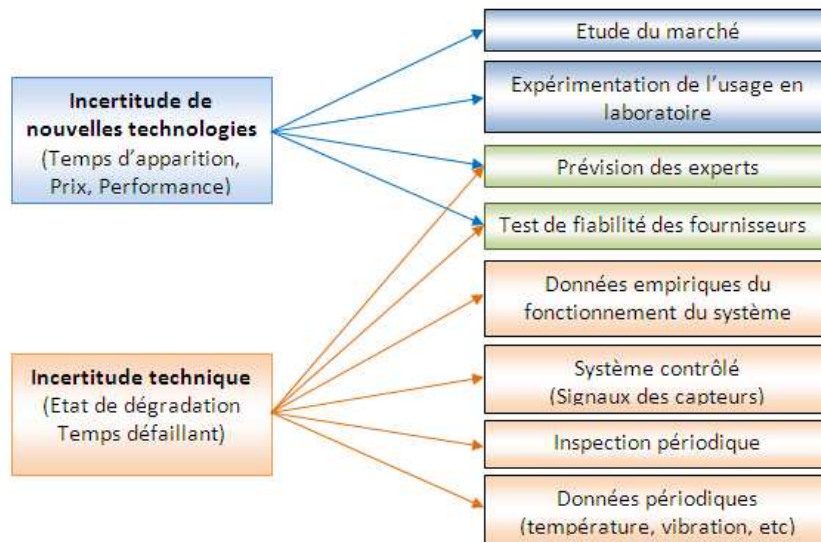 Incertitude de
nouvelles technologies
(Temps d'apparition,
Prix, Performance)
Incertitude technique
(Etat de dégradation
Temps défaillant)
Etude du marché
Expérimentation de l'usage en
laboratoire
Prévision des experts
Test de fiabilité des fournisseurs
Données empiriques du
fonctionnement du système
Système contrôlé
(Signaux des capteurs)
Inspection périodique
Données périodiques
(température, vibration, etc)